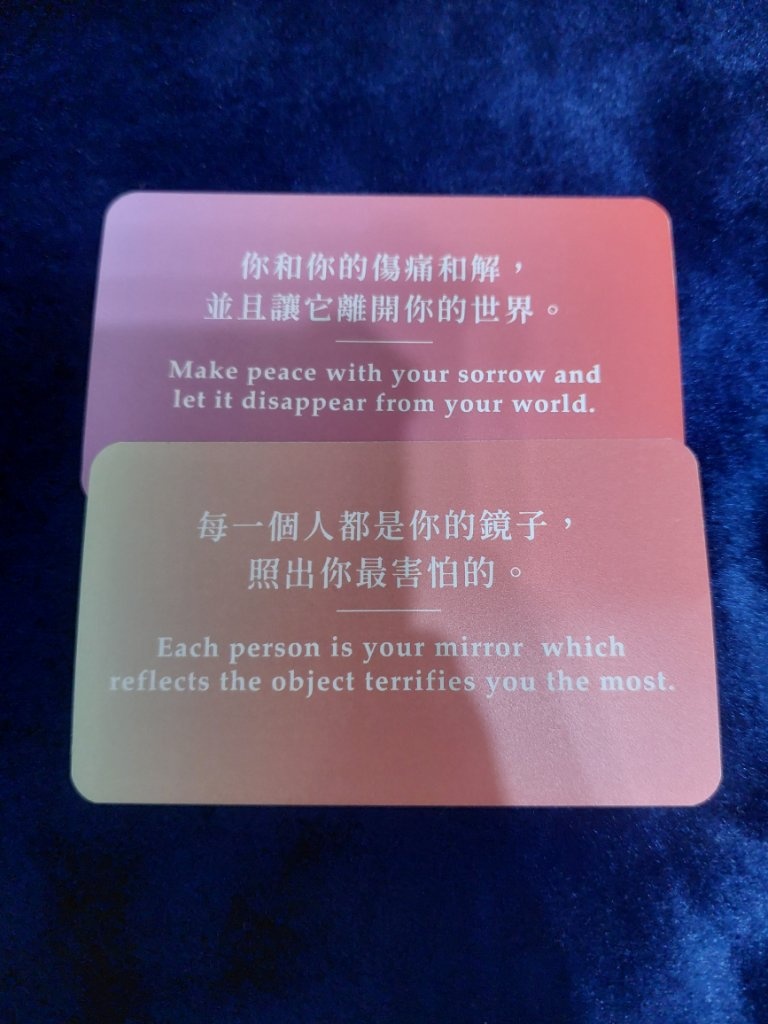 你和你的傷痛和解，
並且讓它離開你的世界。
Make peace with your sorrow and
let it disappear from your world.
每一個人都是你的鏡子，
照出你最害怕的。
Each person is your mirror which
reflects the object terrifies you the most.